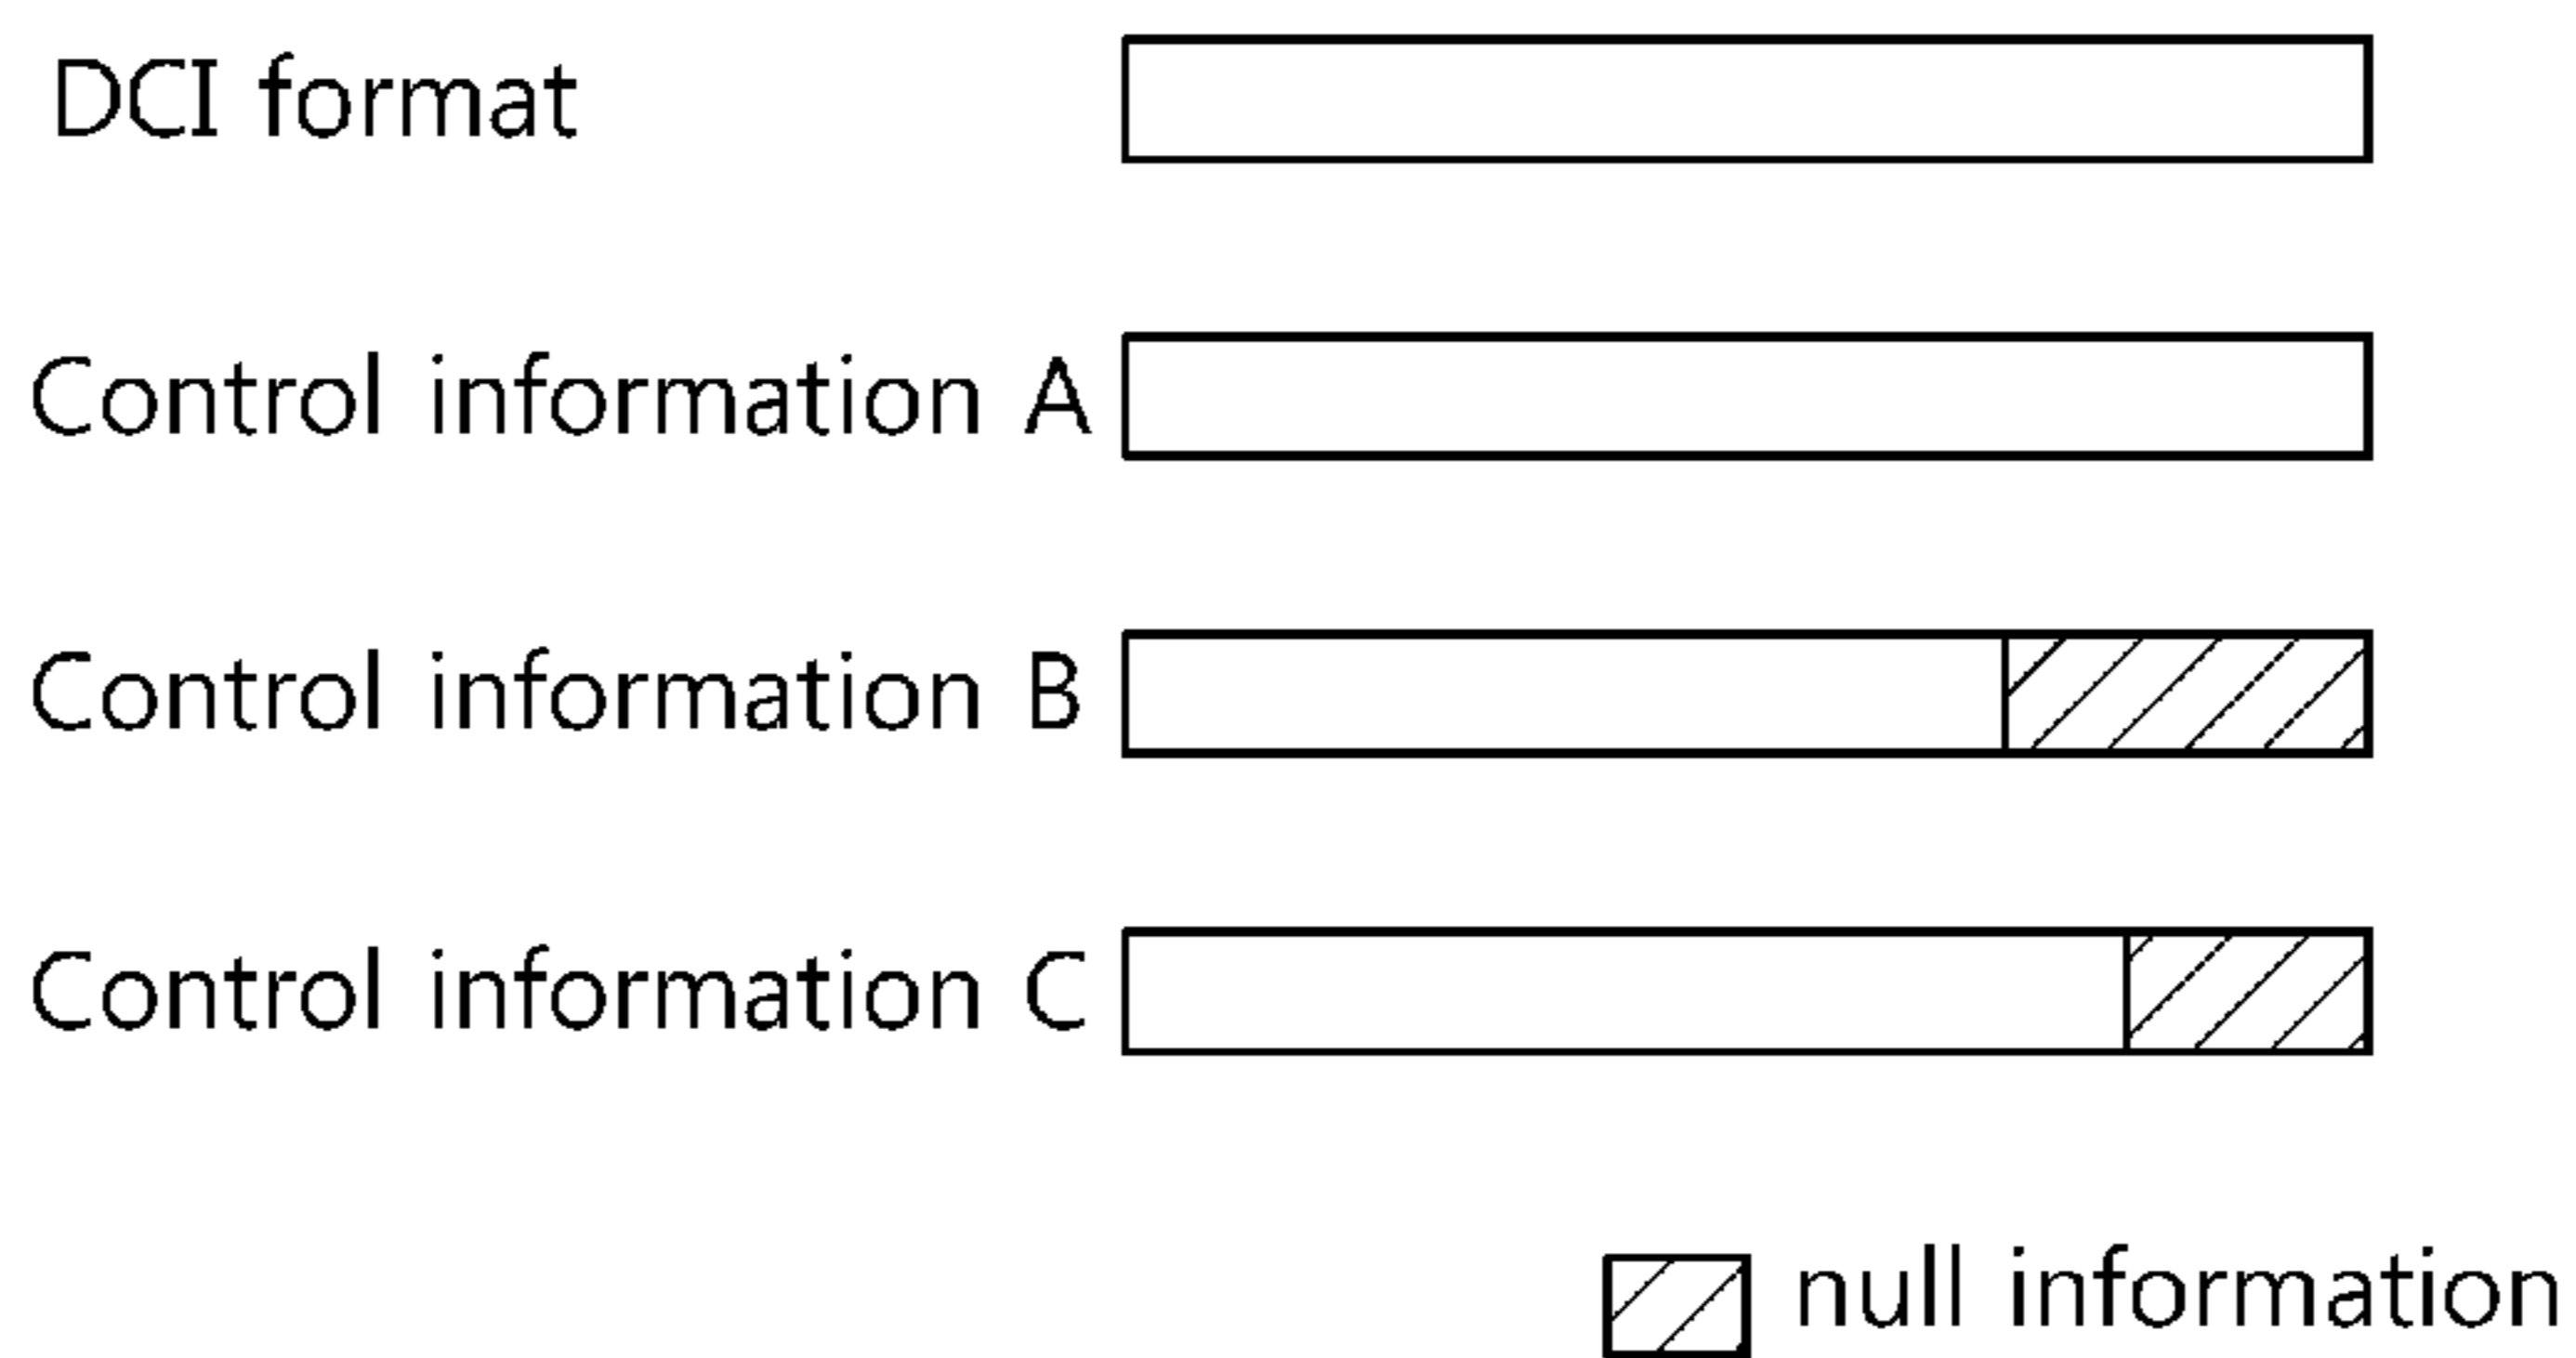 DCI format
Control information A
Control information B
Control information C
null information